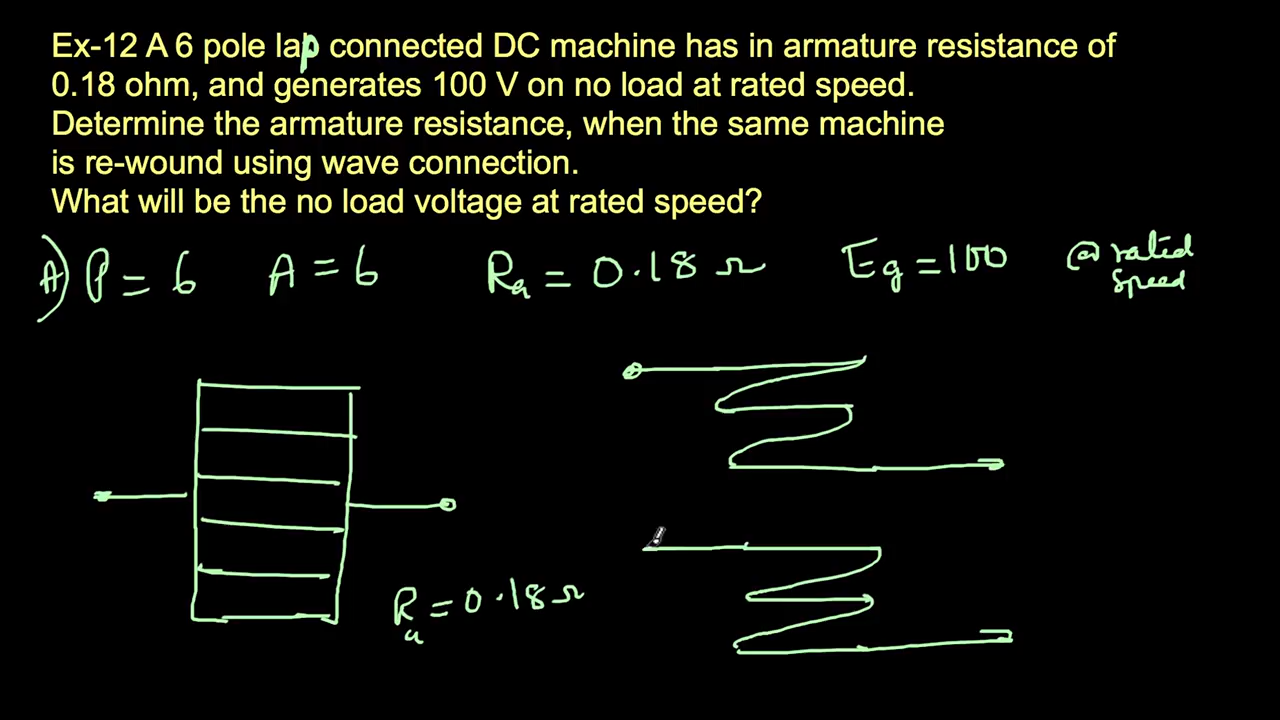 Ex-12 A 6 pole lap connected DC machine has in armature resistance of
0.18 ohm, and generates 100 V on no load at rated speed.
Determine the armature resistance, when the same machine
is re-wound using wave connection.
What will be the no load voltage at rated speed?
A) P = 6 A = 6 Ra = 0.18 Ω Eg = 100 @ rated speed
Ra = 0.18 Ω